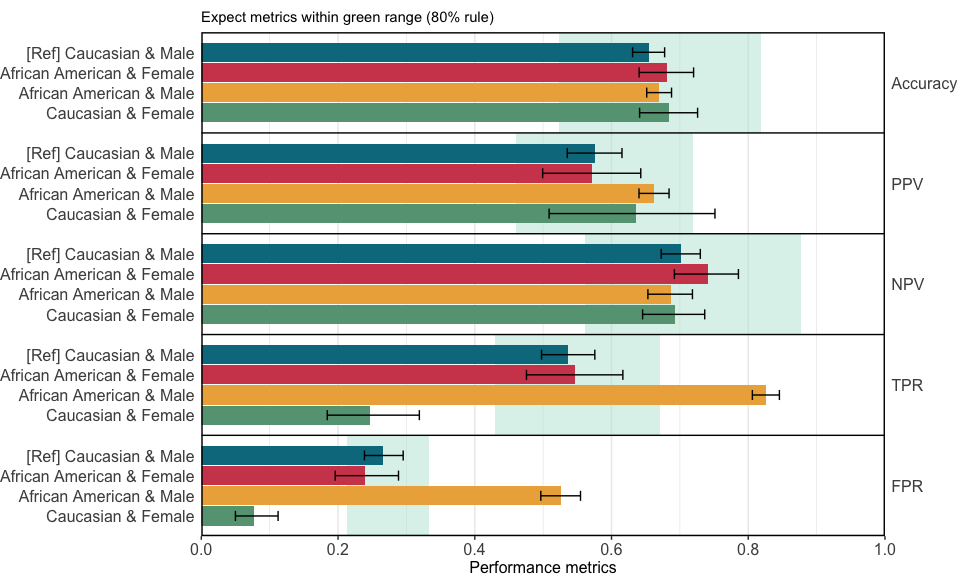 Expect metrics within green range (80% rule)
[Ref] Caucasian & Male
African American & Female
African American & Male
Caucasian & Female
Accuracy
[Ref] Caucasian & Male
African American & Female
African American & Male
Caucasian & Female
PPV
[Ref] Caucasian & Male
African American & Female
African American & Male
Caucasian & Female
NPV
[Ref] Caucasian & Male
African American & Female
African American & Male
Caucasian & Female
TPR
[Ref] Caucasian & Male
African American & Female
African American & Male
Caucasian & Female
FPR
0.0 0.2 0.4 0.6 0.8 1.0
Performance metrics